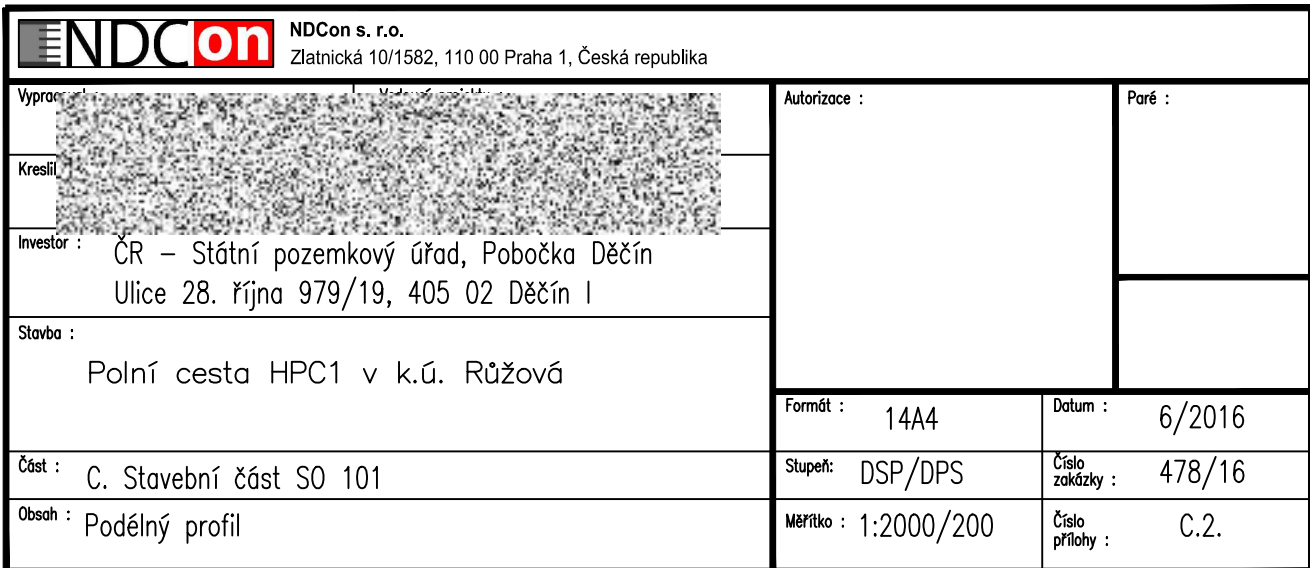 NDCon
NDCon s. r.o.
Zlatnická 10/1582, 110 00 Praha 1, Česká republika
Autorizace :
Paré :
Kreslil
Investor :
ČR – Státní pozemkový úřad, Pobočka Děčín
Ulice 28. října 979/19, 405 02 Děčín I
Stavba :
Polní cesta HPC1 v k.ú. Růžová
Formát :
14A4
Datum :
6/2016
Část :
C. Stavební část SO 101
Stupeň:
DSP/DPS
Číslo
zakázky :
478/16
Obsah :
Podélný profil
Měřítko :
1:2000/200
Číslo
přílohy :
C.2.